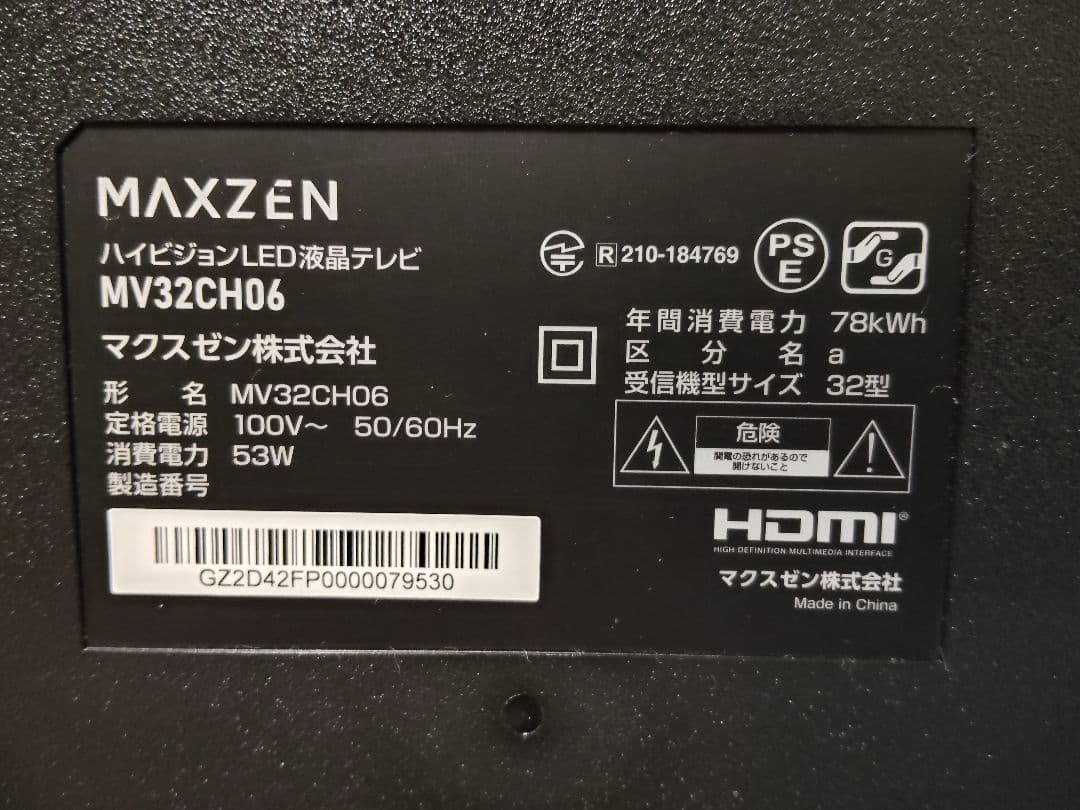 MAXZEN
ハイビジョンLED液晶テレビ
MV32CH06
マクスゼン株式会社
形名 MV32CH06
定格電源 100V～ 50/60Hz
消費電力 53W
製造番号
GZ2D42FP0000079530
R 210-184769
PS
E
G
年間消費電力 78kWh
区分名 a
受信機型サイズ 32型
危険
感電の恐れがあるので
開けないこと
HDMI®
HIGH-DEFINITION MULTIMEDIA INTERFACE
マクスゼン株式会社
Made in China